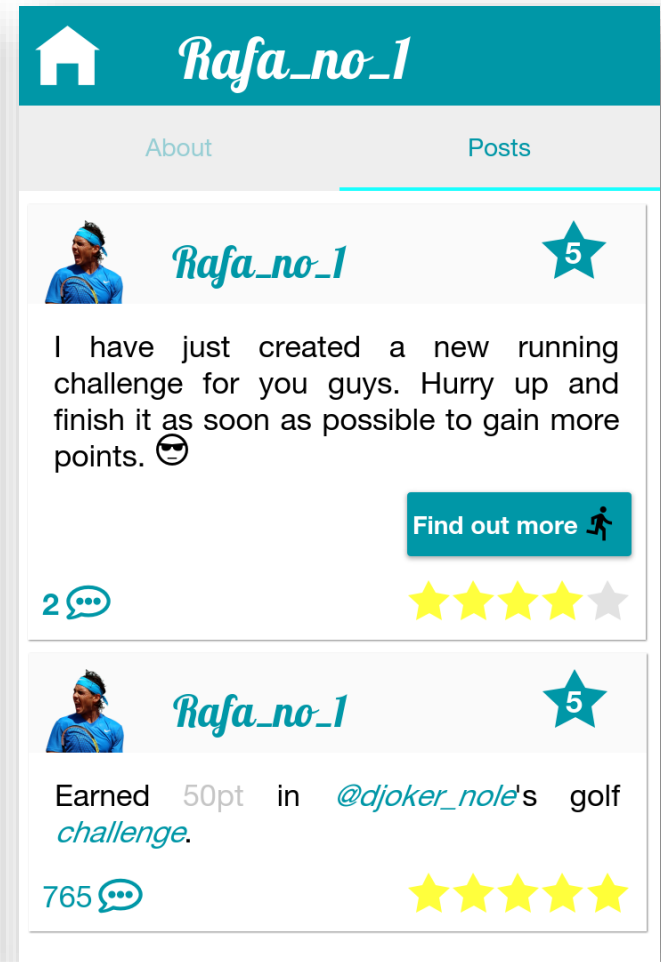 Rafa_no_1
About Posts
Rafa_no_1 5
I have just created a new running
challenge for you guys. Hurry up and
finish it as soon as possible to gain more
points.
Find out more
2
Rafa_no_1 5
Earned 50pt in @djoker_nole's golf
challenge.
765